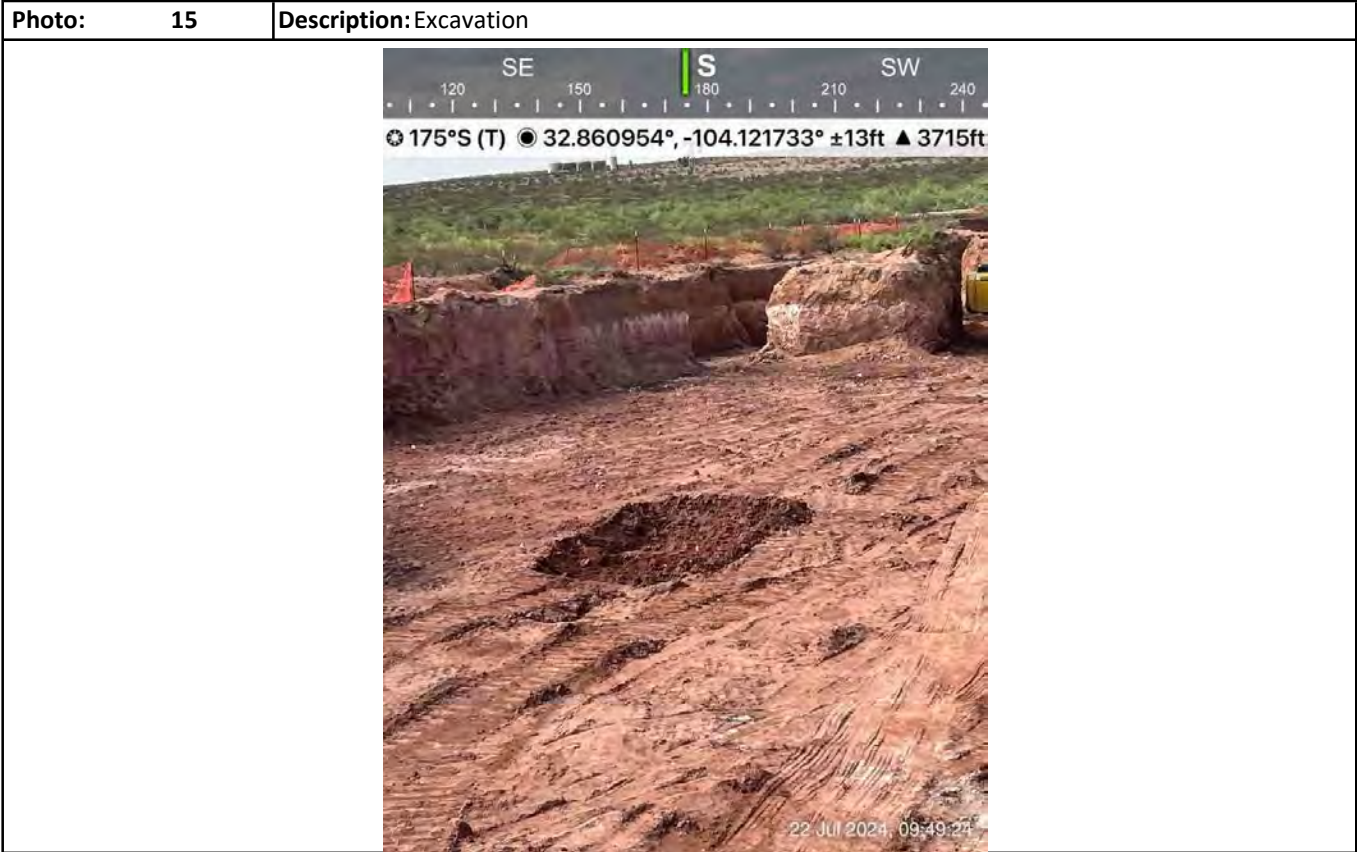 Photo: 15 Description: Excavation
SE S SW
120 150 180 210 240
175°S (T) 32.860954°, -104.121733° ±13ft ▲ 3715ft
22 Jul 2024, 09:49:24